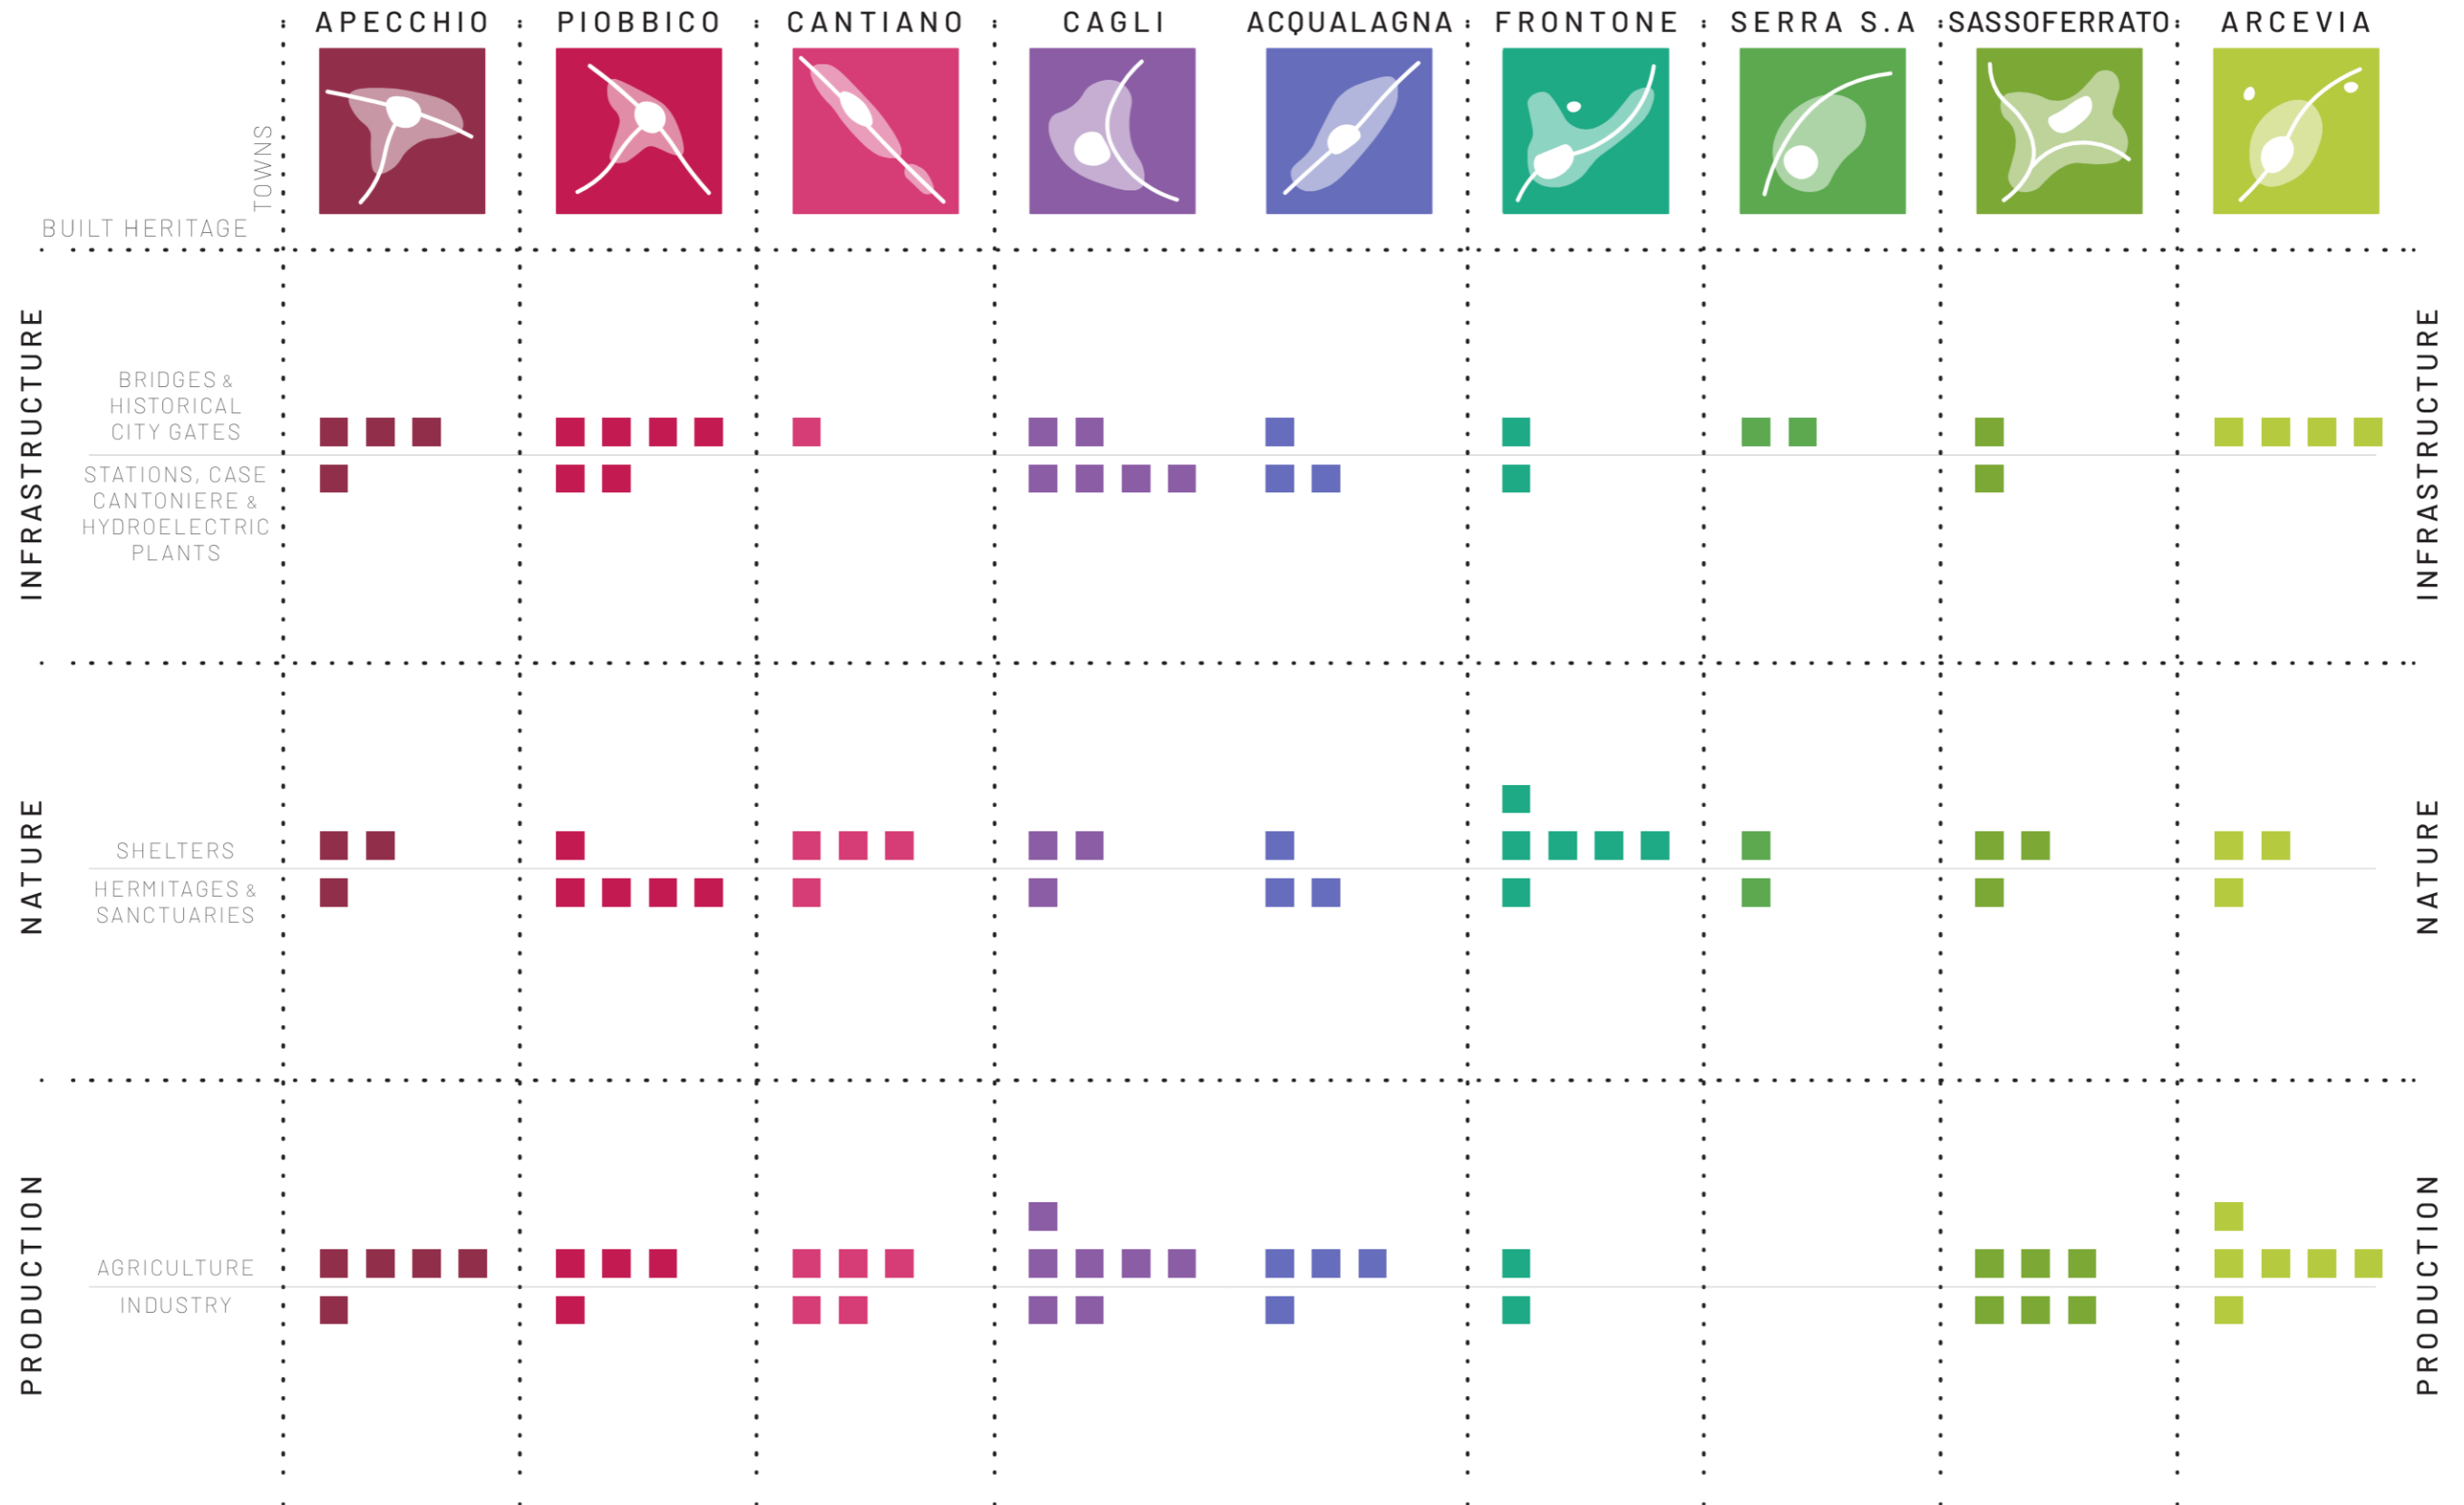 APECCHIO
PIOBBICO
CANTIANO
CAGLI
ACQUALAGNA
FRONTONE
SERRA S.A
SASSOFERRATO
ARCEVIA
TOWNS
BUILT HERITAGE
INFRASTRUCTURE
BRIDGES &
HISTORICAL
CITY GATES
STATIONS, CASE
CANTONIERE &
HYDROELECTRIC
PLANTS
INFRASTRUCTURE
NATURE
SHELTERS
HERMITAGES &
SANCTUARIES
NATURE
PRODUCTION
AGRICULTURE
INDUSTRY
PRODUCTION